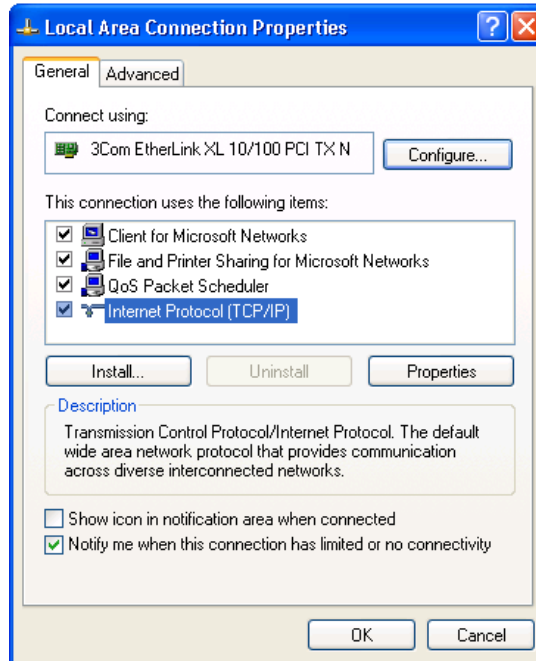 Local Area Connection Properties
General
Advanced
Connect using:
3Com EtherLink XL 10/100 PCI TX N
Configure...
This connection uses the following items:
Client for Microsoft Networks
File and Printer Sharing for Microsoft Networks
QoS Packet Scheduler
Internet Protocol (TCP/IP)
Install...
Uninstall
Properties
Description
Transmission Control Protocol/Internet Protocol. The default
wide area network protocol that provides communication
across diverse interconnected networks.
Show icon in notification area when connected
Notify me when this connection has limited or no connectivity
OK
Cancel